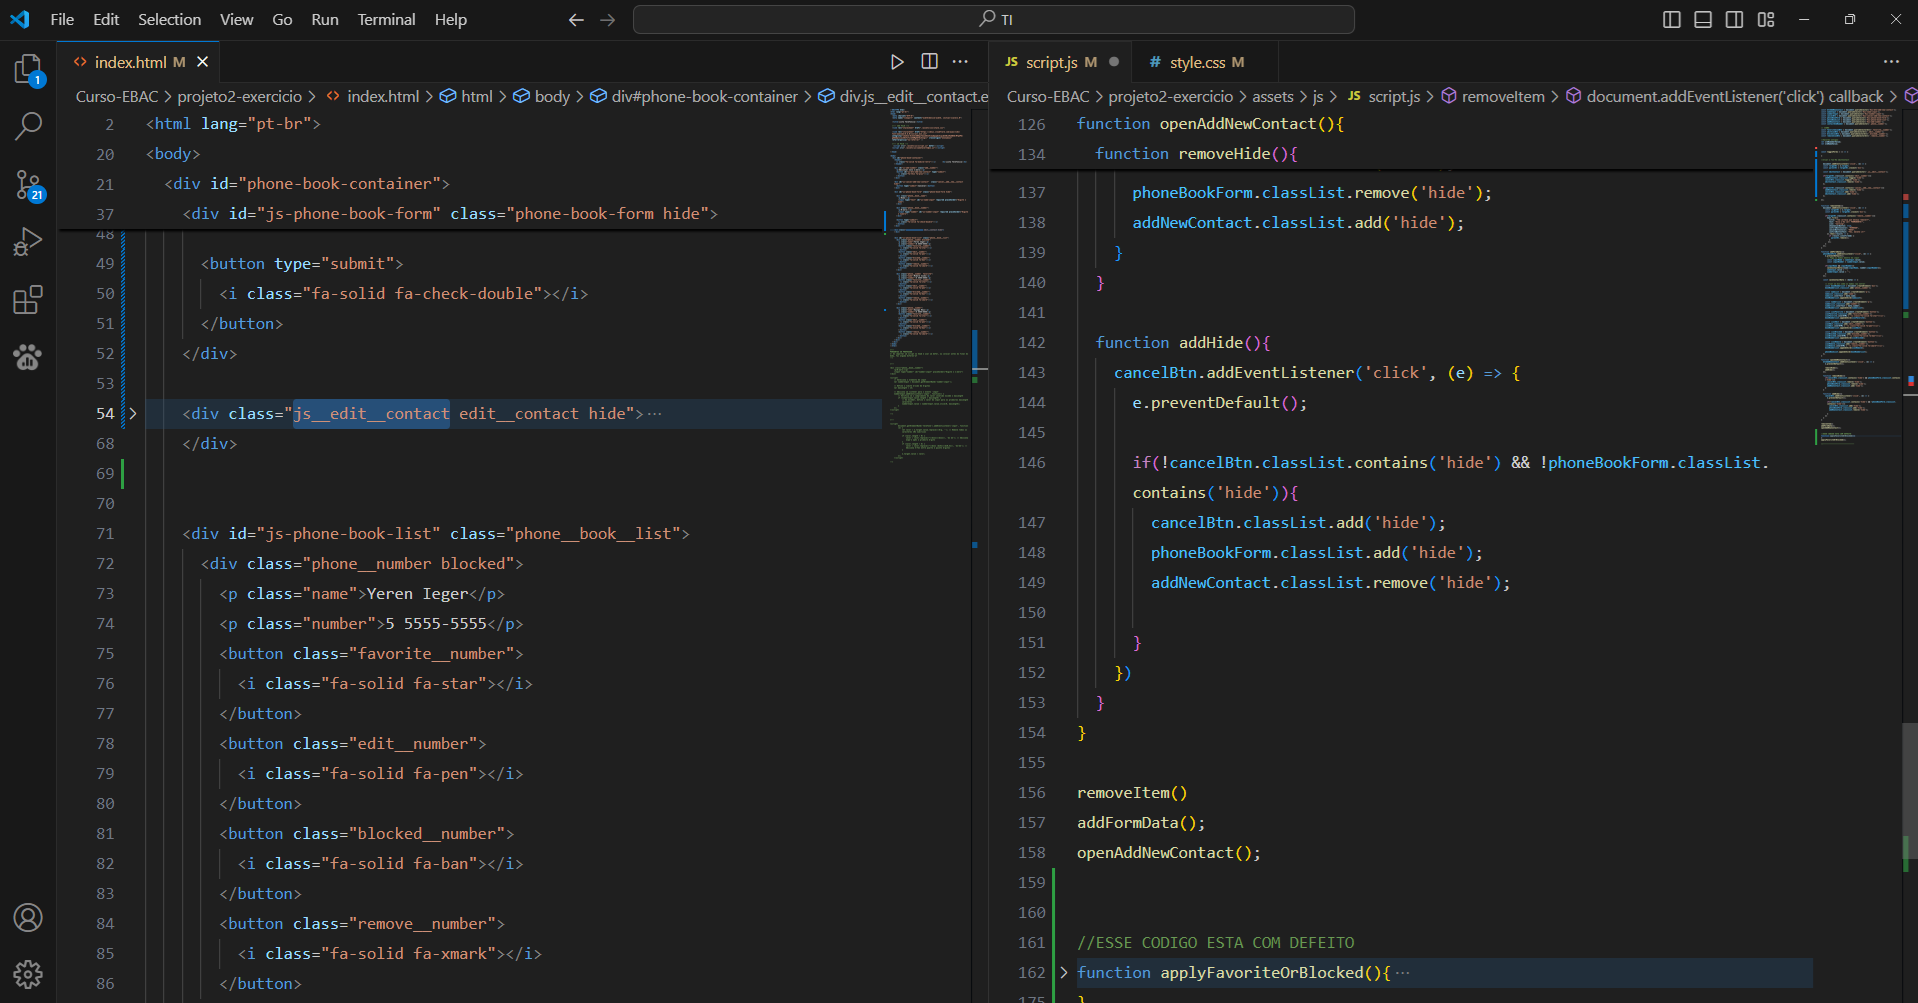 File Edit Selection View Go Run Terminal Help
TI
1
21
index.html M
Curso-EBAC > projeto2-exercicio > index.html > html > body > div#phone-book-container > div.js__edit__contact.e
2 <html lang="pt-br">
20 <body>
21 <div id="phone-book-container">
37 <div id="js-phone-book-form" class="phone-book-form hide">
48
49 <button type="submit">
50 <i class="fa-solid fa-check-double"></i>
51 </button>
52 </div>
53
54 <div class="js__edit__contact edit__contact hide">…
68 </div>
69
70
71 <div id="js-phone-book-list" class="phone__book__list">
72 <div class="phone__number blocked">
73 <p class="name">Yeren Ieger</p>
74 <p class="number">5 5555-5555</p>
75 <button class="favorite__number">
76 <i class="fa-solid fa-star"></i>
77 </button>
78 <button class="edit__number">
79 <i class="fa-solid fa-pen"></i>
80 </button>
81 <button class="blocked__number">
82 <i class="fa-solid fa-ban"></i>
83 </button>
84 <button class="remove__number">
85 <i class="fa-solid fa-xmark"></i>
86 </button>
JS script.js M
# style.css M
Curso-EBAC > projeto2-exercicio > assets > js > JS script.js > removeItem > document.addEventListener('click') callback >
126 function openAddNewContact(){
134 function removeHide(){
137 phoneBookForm.classList.remove('hide');
138 addNewContact.classList.add('hide');
139 }
140 }
141
142 function addHide(){
143 cancelBtn.addEventListener('click', (e) => {
144 e.preventDefault();
145
146 if(!cancelBtn.classList.contains('hide') && !phoneBookForm.classList.
contains('hide')){
147 cancelBtn.classList.add('hide');
148 phoneBookForm.classList.add('hide');
149 addNewContact.classList.remove('hide');
150
151 }
152 })
153 }
154 }
155
156 removeItem()
157 addFormData();
158 openAddNewContact();
159
160
161 //ESSE CODIGO ESTA COM DEFEITO
162 function applyFavoriteOrBlocked(){…
175 }